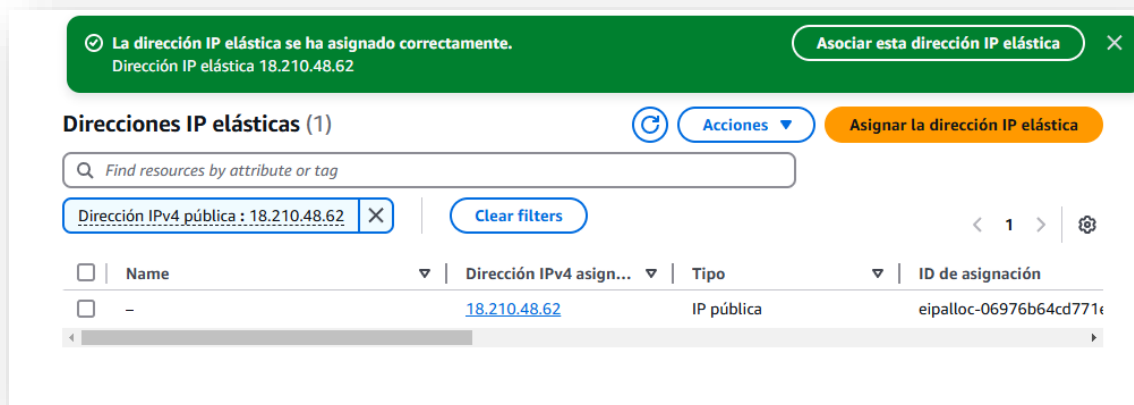 La dirección IP elástica se ha asignado correctamente.
Dirección IP elástica 18.210.48.62
Asociar esta dirección IP elástica
Direcciones IP elásticas (1)
Acciones
Asignar la dirección IP elástica
Find resources by attribute or tag
Dirección IPv4 pública : 18.210.48.62
Clear filters
1
Name
Dirección IPv4 asign...
Tipo
ID de asignación
–
18.210.48.62
IP pública
eipalloc-06976b64cd771